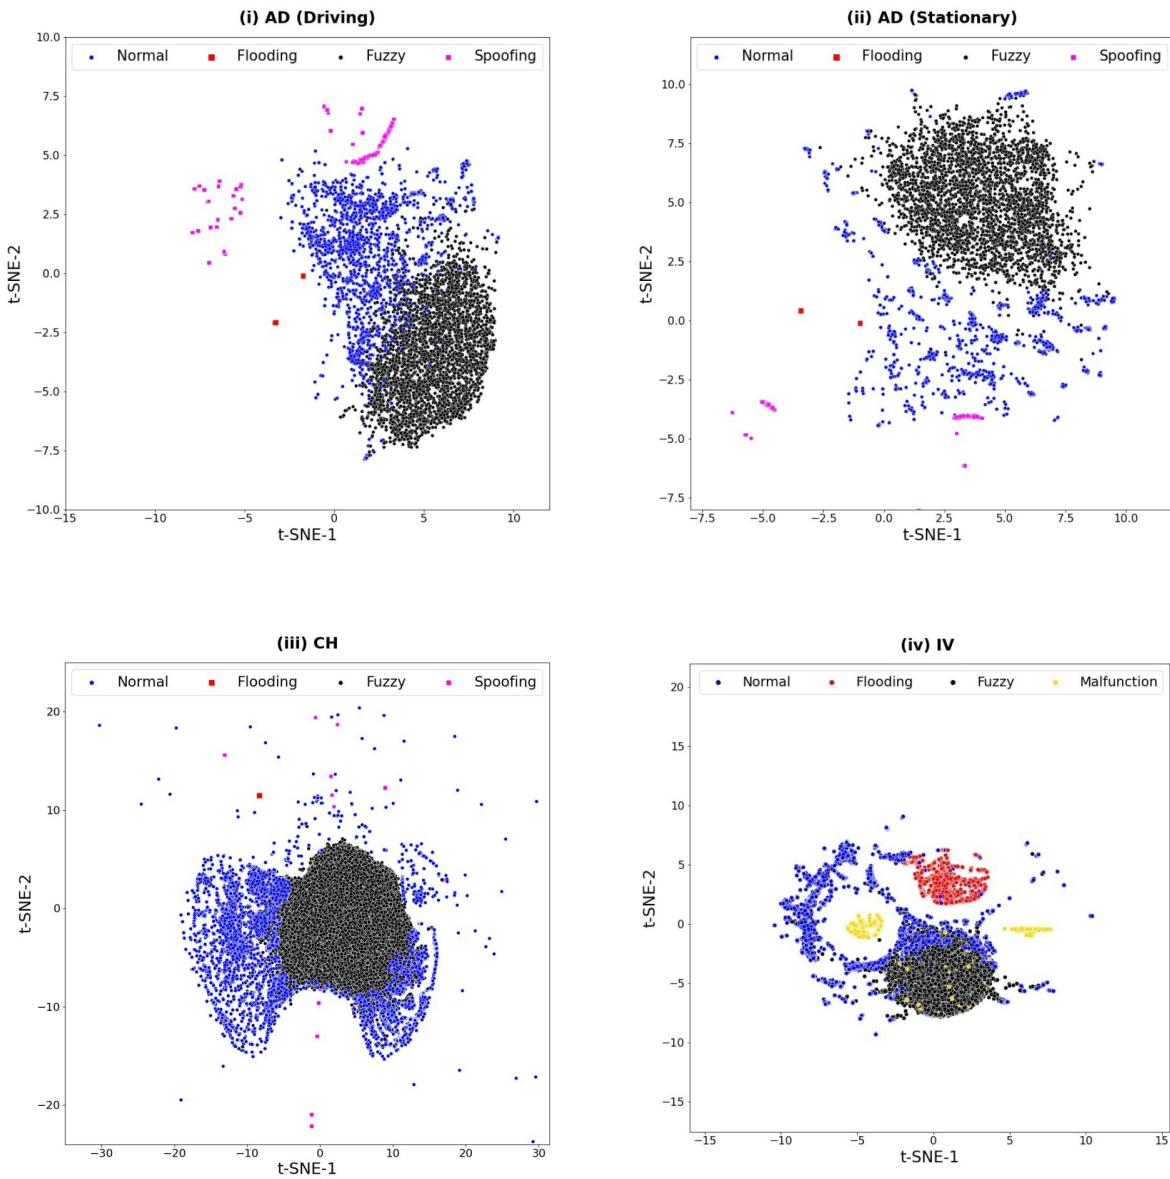 (i) AD (Driving)
Normal Flooding Fuzzy Spoofing
10.0
7.5
5.0
2.5
0.0
−2.5
−5.0
−7.5
−10.0
t-SNE-2
−15 −10 −5 0 5 10
t-SNE-1
(ii) AD (Stationary)
Normal Flooding Fuzzy Spoofing
10.0
7.5
5.0
2.5
0.0
−2.5
−5.0
−7.5
t-SNE-2
−7.5 −5.0 −2.5 0.0 2.5 5.0 7.5 10.0
t-SNE-1
(iii) CH
Normal Flooding Fuzzy Spoofing
20
10
0
−10
−20
t-SNE-2
−30 −20 −10 0 10 20 30
t-SNE-1
(iv) IV
Normal Flooding Fuzzy Malfunction
20
15
10
5
0
−5
−10
−15
t-SNE-2
−15 −10 −5 0 5 10 15
t-SNE-1